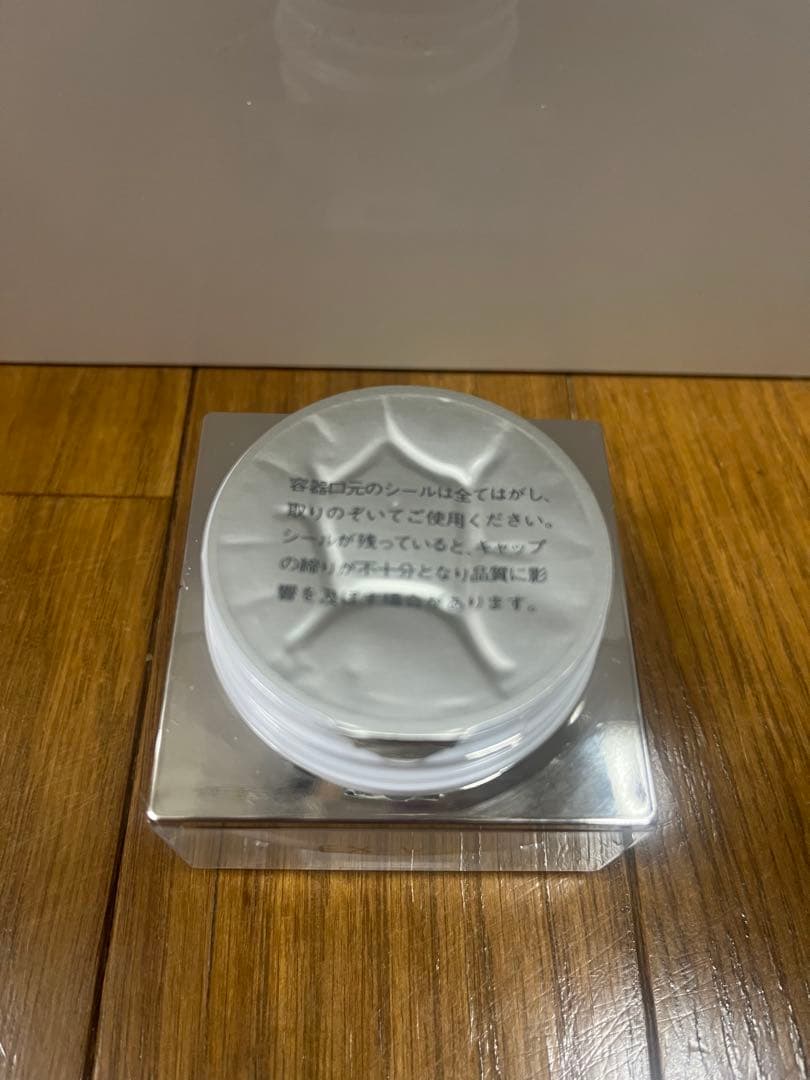 容器口元のシールは全てはがし、
取りのぞいてご使用ください。
シールが残っていると、キャップ
の締りが不十分となり品質に影
響を及ぼす場合があります。